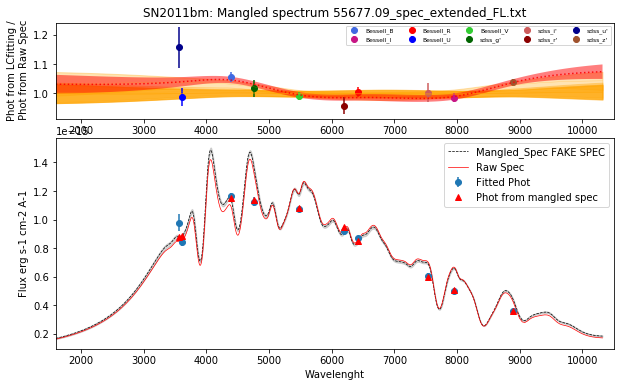 SN2011bm: Mangled spectrum 55677.09_spec_extended_FL.txt
Phot from LCfitting /
Phot from Raw Spec
1.2
1.1
1.0
Bessell_B
Bessell_R
Bessell_V
sdss_i'
sdss_u'
Bessell_I
Bessell_U
sdss_g'
sdss_r'
sdss_z'
2000 3000 4000 5000 6000 7000 8000 9000 10000
Flux erg s-1 cm-2 A-1
1.4
1.2
1.0
0.8
0.6
0.4
0.2
Mangled_Spec FAKE SPEC
Raw Spec
Fitted Phot
Phot from mangled spec
2000 3000 4000 5000 6000 7000 8000 9000 10000
Wavelenght